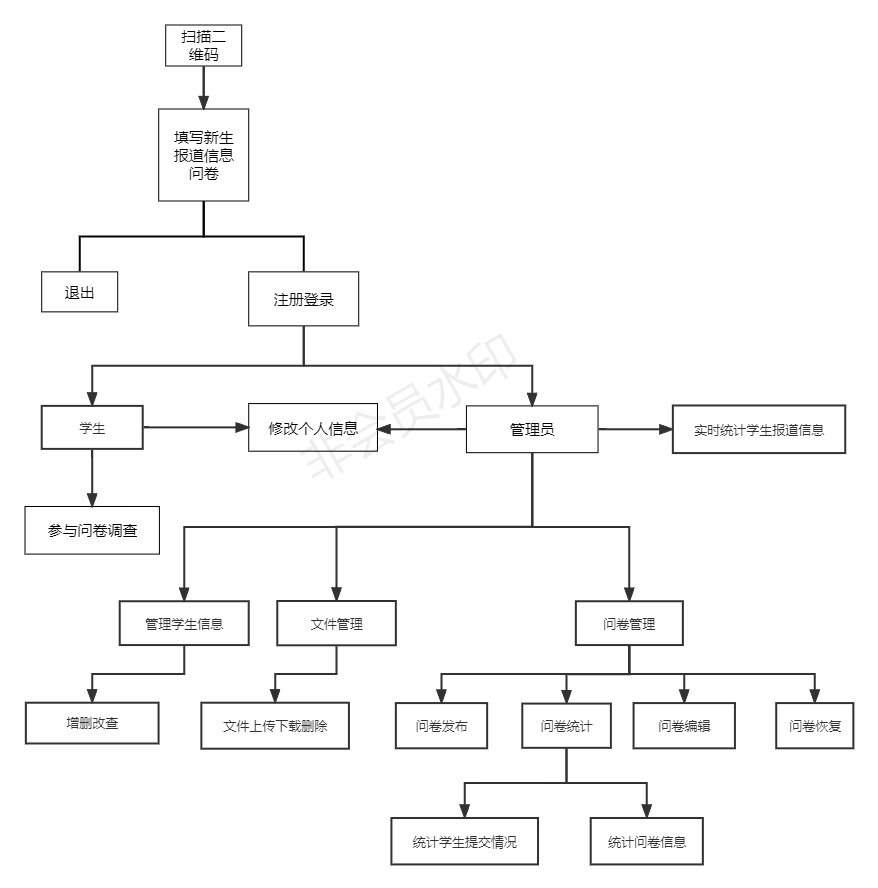 扫描二
维码
填写新生
报道信息
问卷
退出
注册登录
学生
修改个人信息
管理员
实时统计学生报道信息
非会员水印
参与问卷调查
管理学生信息
文件管理
问卷管理
增删改查
文件上传下载删除
问卷发布
问卷统计
问卷编辑
问卷恢复
统计学生提交情况
统计问卷信息